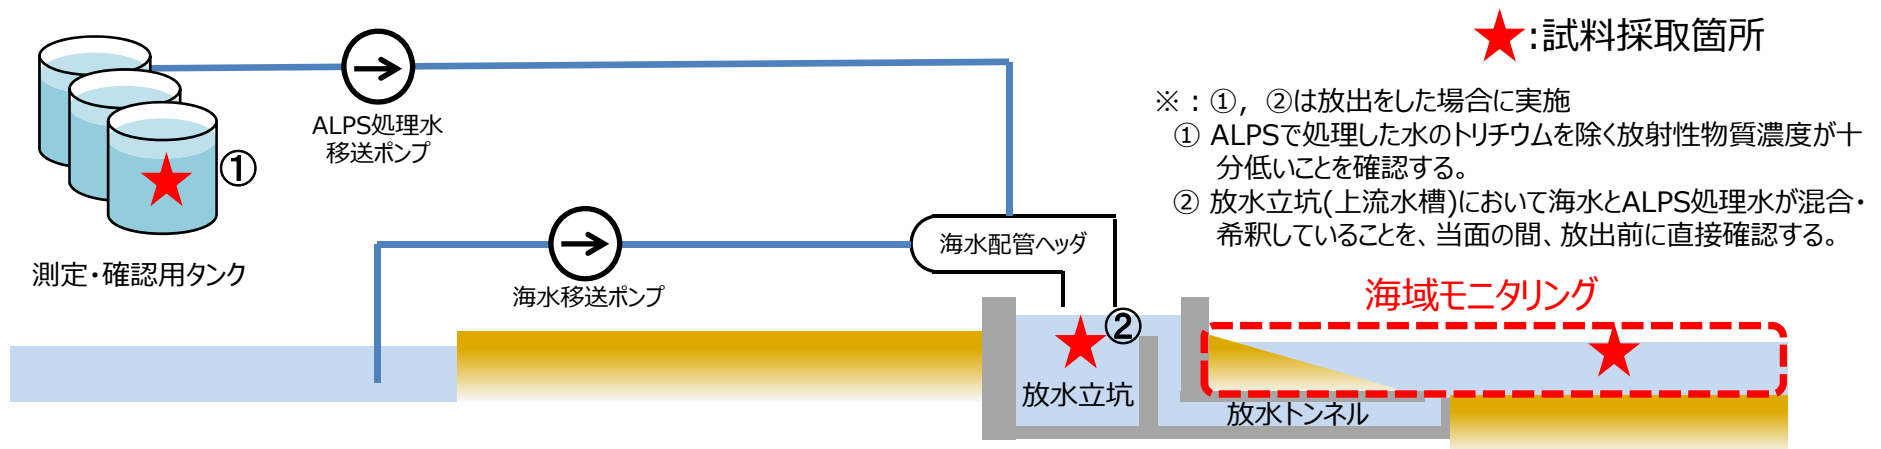 ★:試料採取箇所
※：①，②は放出をした場合に実施
① ALPSで処理した水のトリチウムを除く放射性物質濃度が十
分低いことを確認する。
② 放水立坑(上流水槽)において海水とALPS処理水が混合・
希釈していることを、当面の間、放出前に直接確認する。
ALPS処理水
移送ポンプ
①
測定・確認用タンク
海水移送ポンプ
海水配管ヘッダ
②
海域モニタリング
放水立坑
放水トンネル